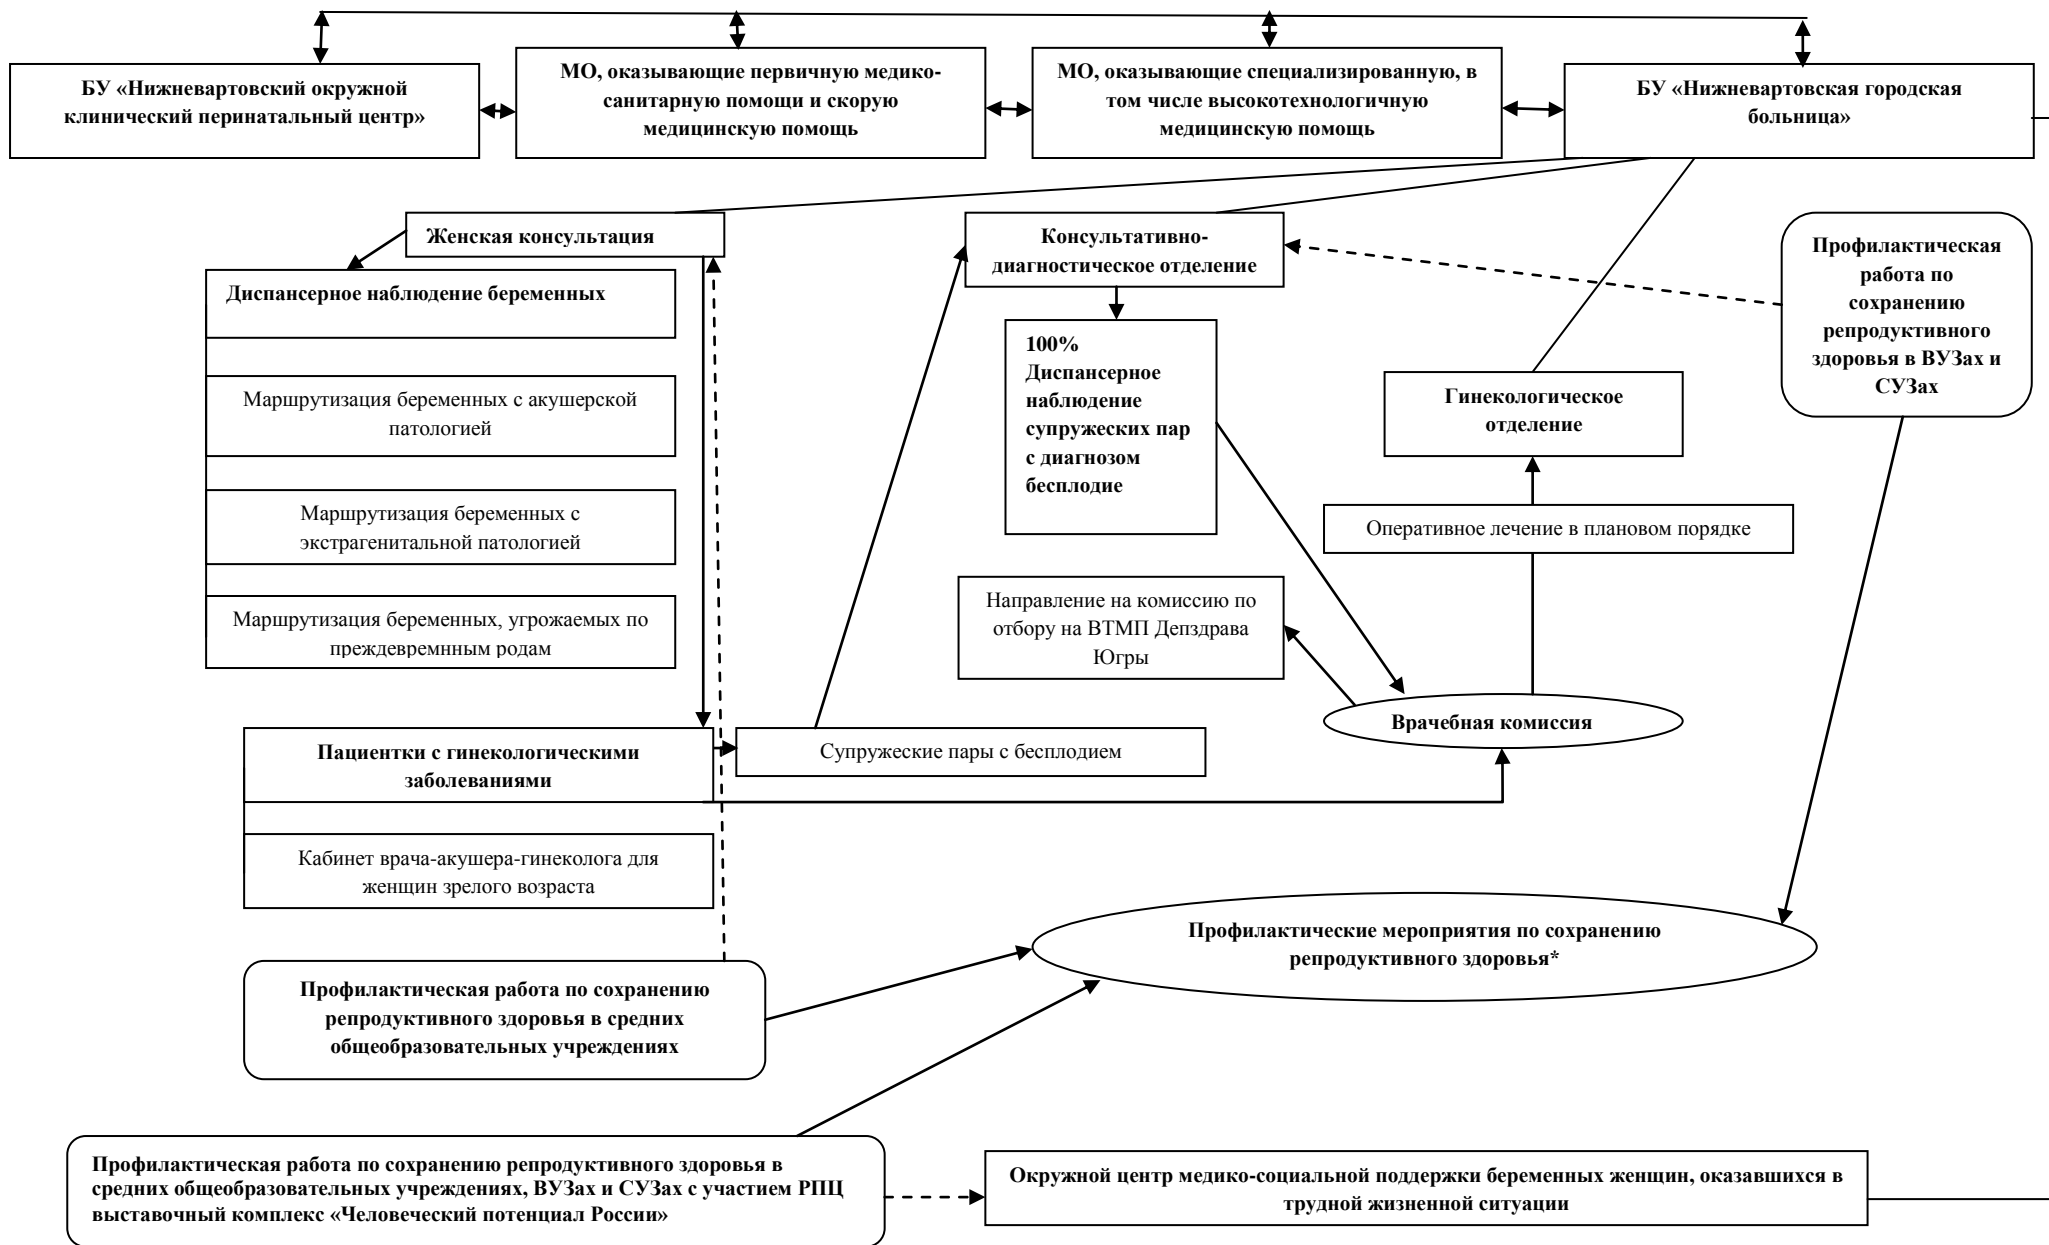 БУ «Нижневартовский окружной
клинический перинатальный центр»
МО, оказывающие первичную медико-
санитарную помощи и скорую
медицинскую помощь
МО, оказывающие специализированную, в
том числе высокотехнологичную
медицинскую помощь
БУ «Нижневартовская городская
больница»
Женская консультация
Консультативно-
диагностическое отделение
Профилактическая
работа по
сохранению
репродуктивного
здоровья в ВУЗах и
СУЗах
Диспансерное наблюдение беременных
100%
Диспансерное
наблюдение
супружеских пар
с диагнозом
бесплодие
Маршрутизация беременных с акушерской
патологией
Гинекологическое
отделение
Маршрутизация беременных с
экстрагенитальной патологией
Оперативное лечение в плановом порядке
Маршрутизация беременных, угрожаемых по
преждевремнным родам
Направление на комиссию по
отбору на ВТМП Депздрава
Югры
Врачебная комиссия
Пациентки с гинекологическими
заболеваниями
Супружеские пары с бесплодием
Кабинет врача-акушера-гинеколога для
женщин зрелого возраста
Профилактические мероприятия по сохранению
репродуктивного здоровья*
Профилактическая работа по сохранению
репродуктивного здоровья в средних
общеобразовательных учреждениях
Профилактическая работа по сохранению репродуктивного здоровья в
средних общеобразовательных учреждениях, ВУЗах и СУЗах с участием РПЦ
выставочный комплекс «Человеческий потенциал России»
Окружной центр медико-социальной поддержки беременных женщин, оказавшихся в
трудной жизненной ситуации